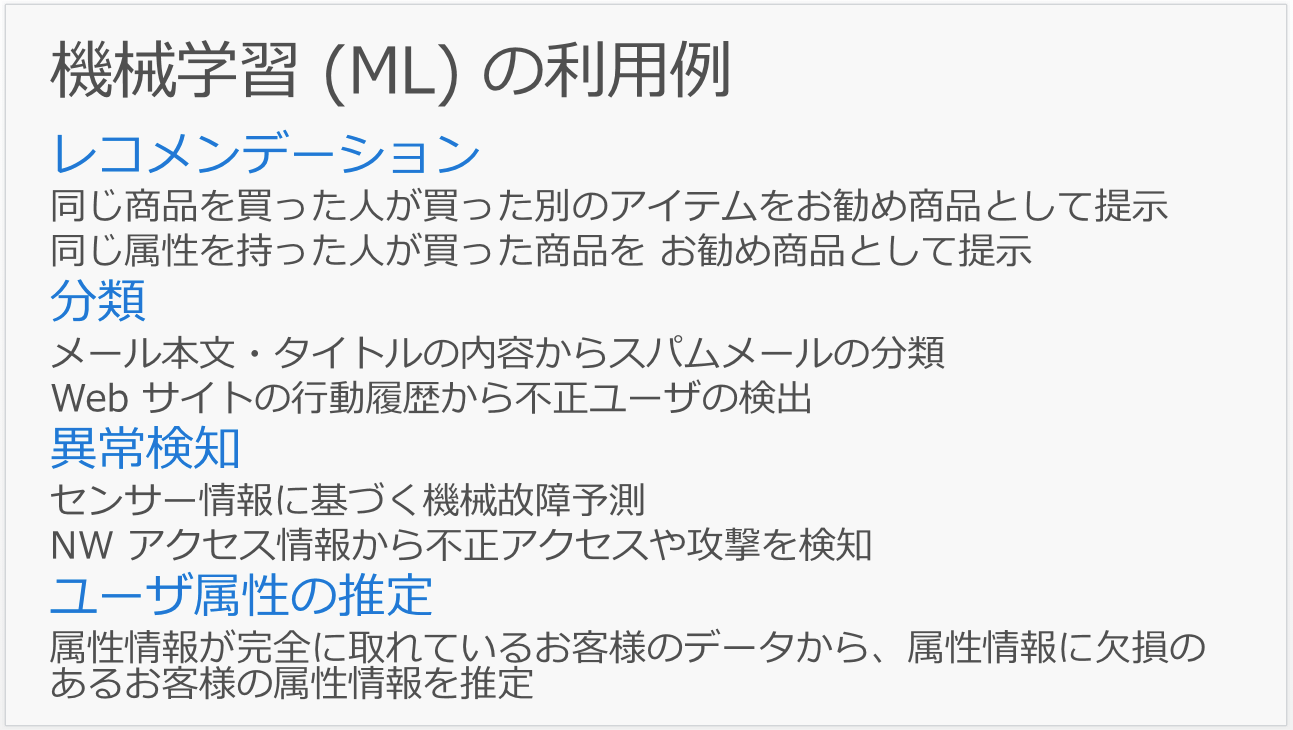 機械学習 (ML) の利用例
レコメンデーション
同じ商品を買った人が買った別のアイテムをお勧め商品として提示
同じ属性を持った人が買った商品を お勧め商品として提示
分類
メール本文・タイトルの内容からスパムメールの分類
Web サイトの行動履歴から不正ユーザの検出
異常検知
センサー情報に基づく機械故障予測
NW アクセス情報から不正アクセスや攻撃を検知
ユーザ属性の推定
属性情報が完全に取れているお客様のデータから、属性情報に欠損の
あるお客様の属性情報を推定